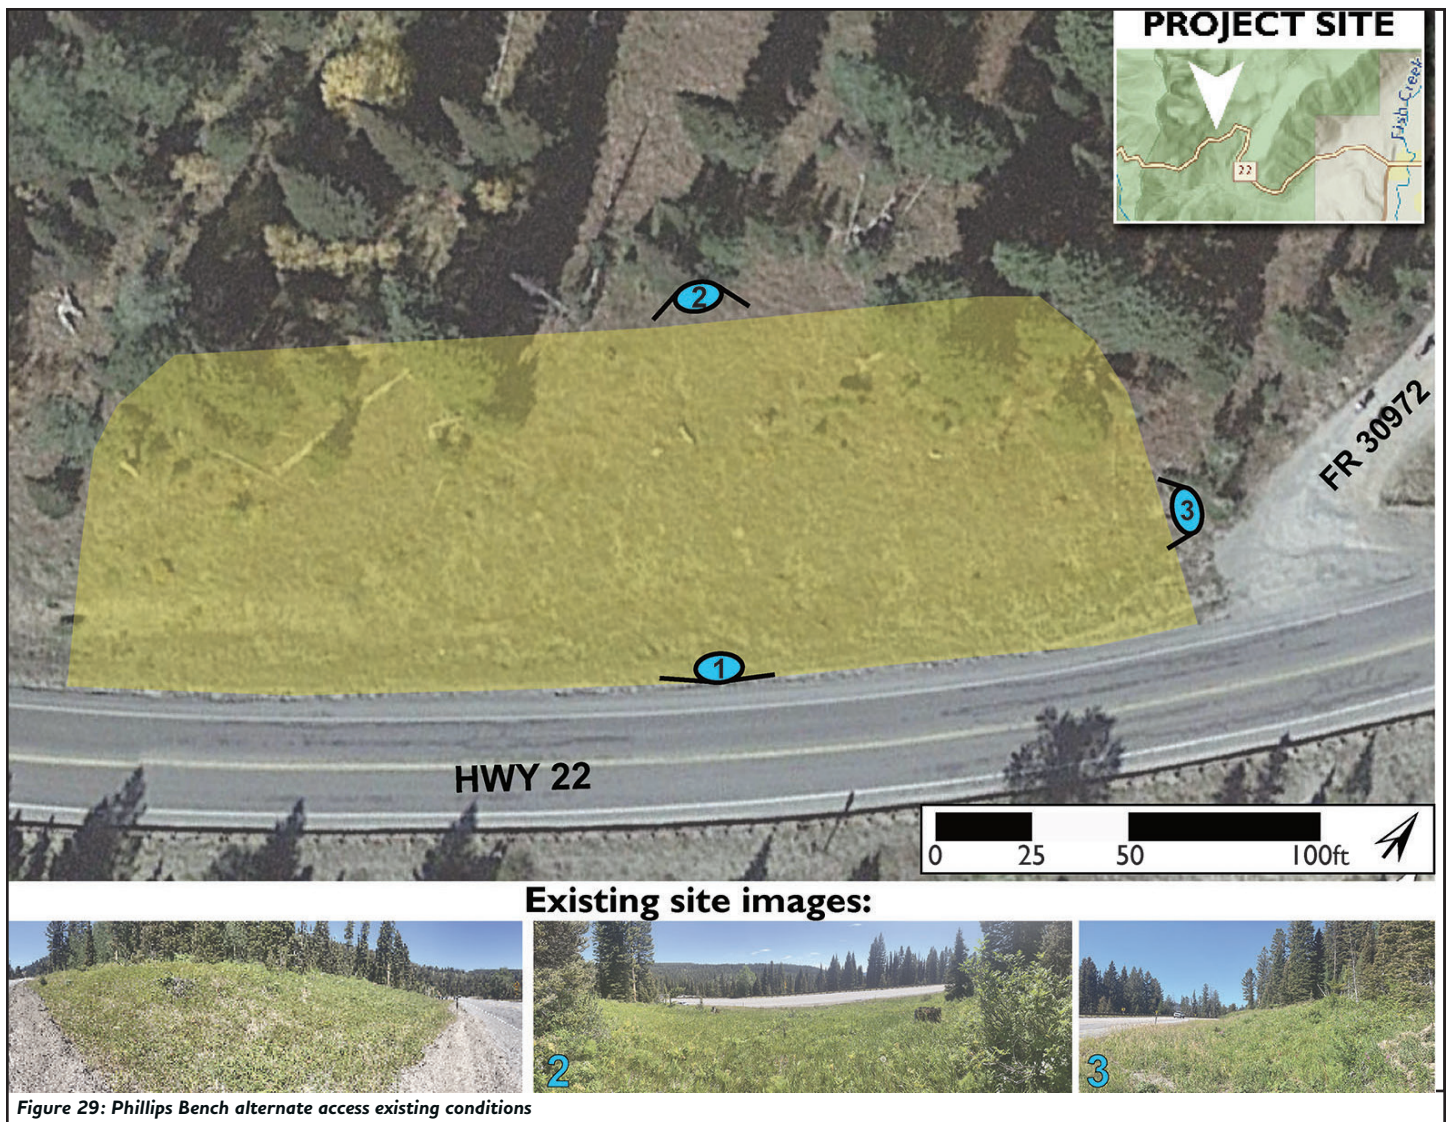 PROJECT SITE
Fish Creek
22
2
FR 30972
3
1
HWY 22
0 25 50 100ft
Existing site images:
2
3
Figure 29: Phillips Bench alternate access existing conditions